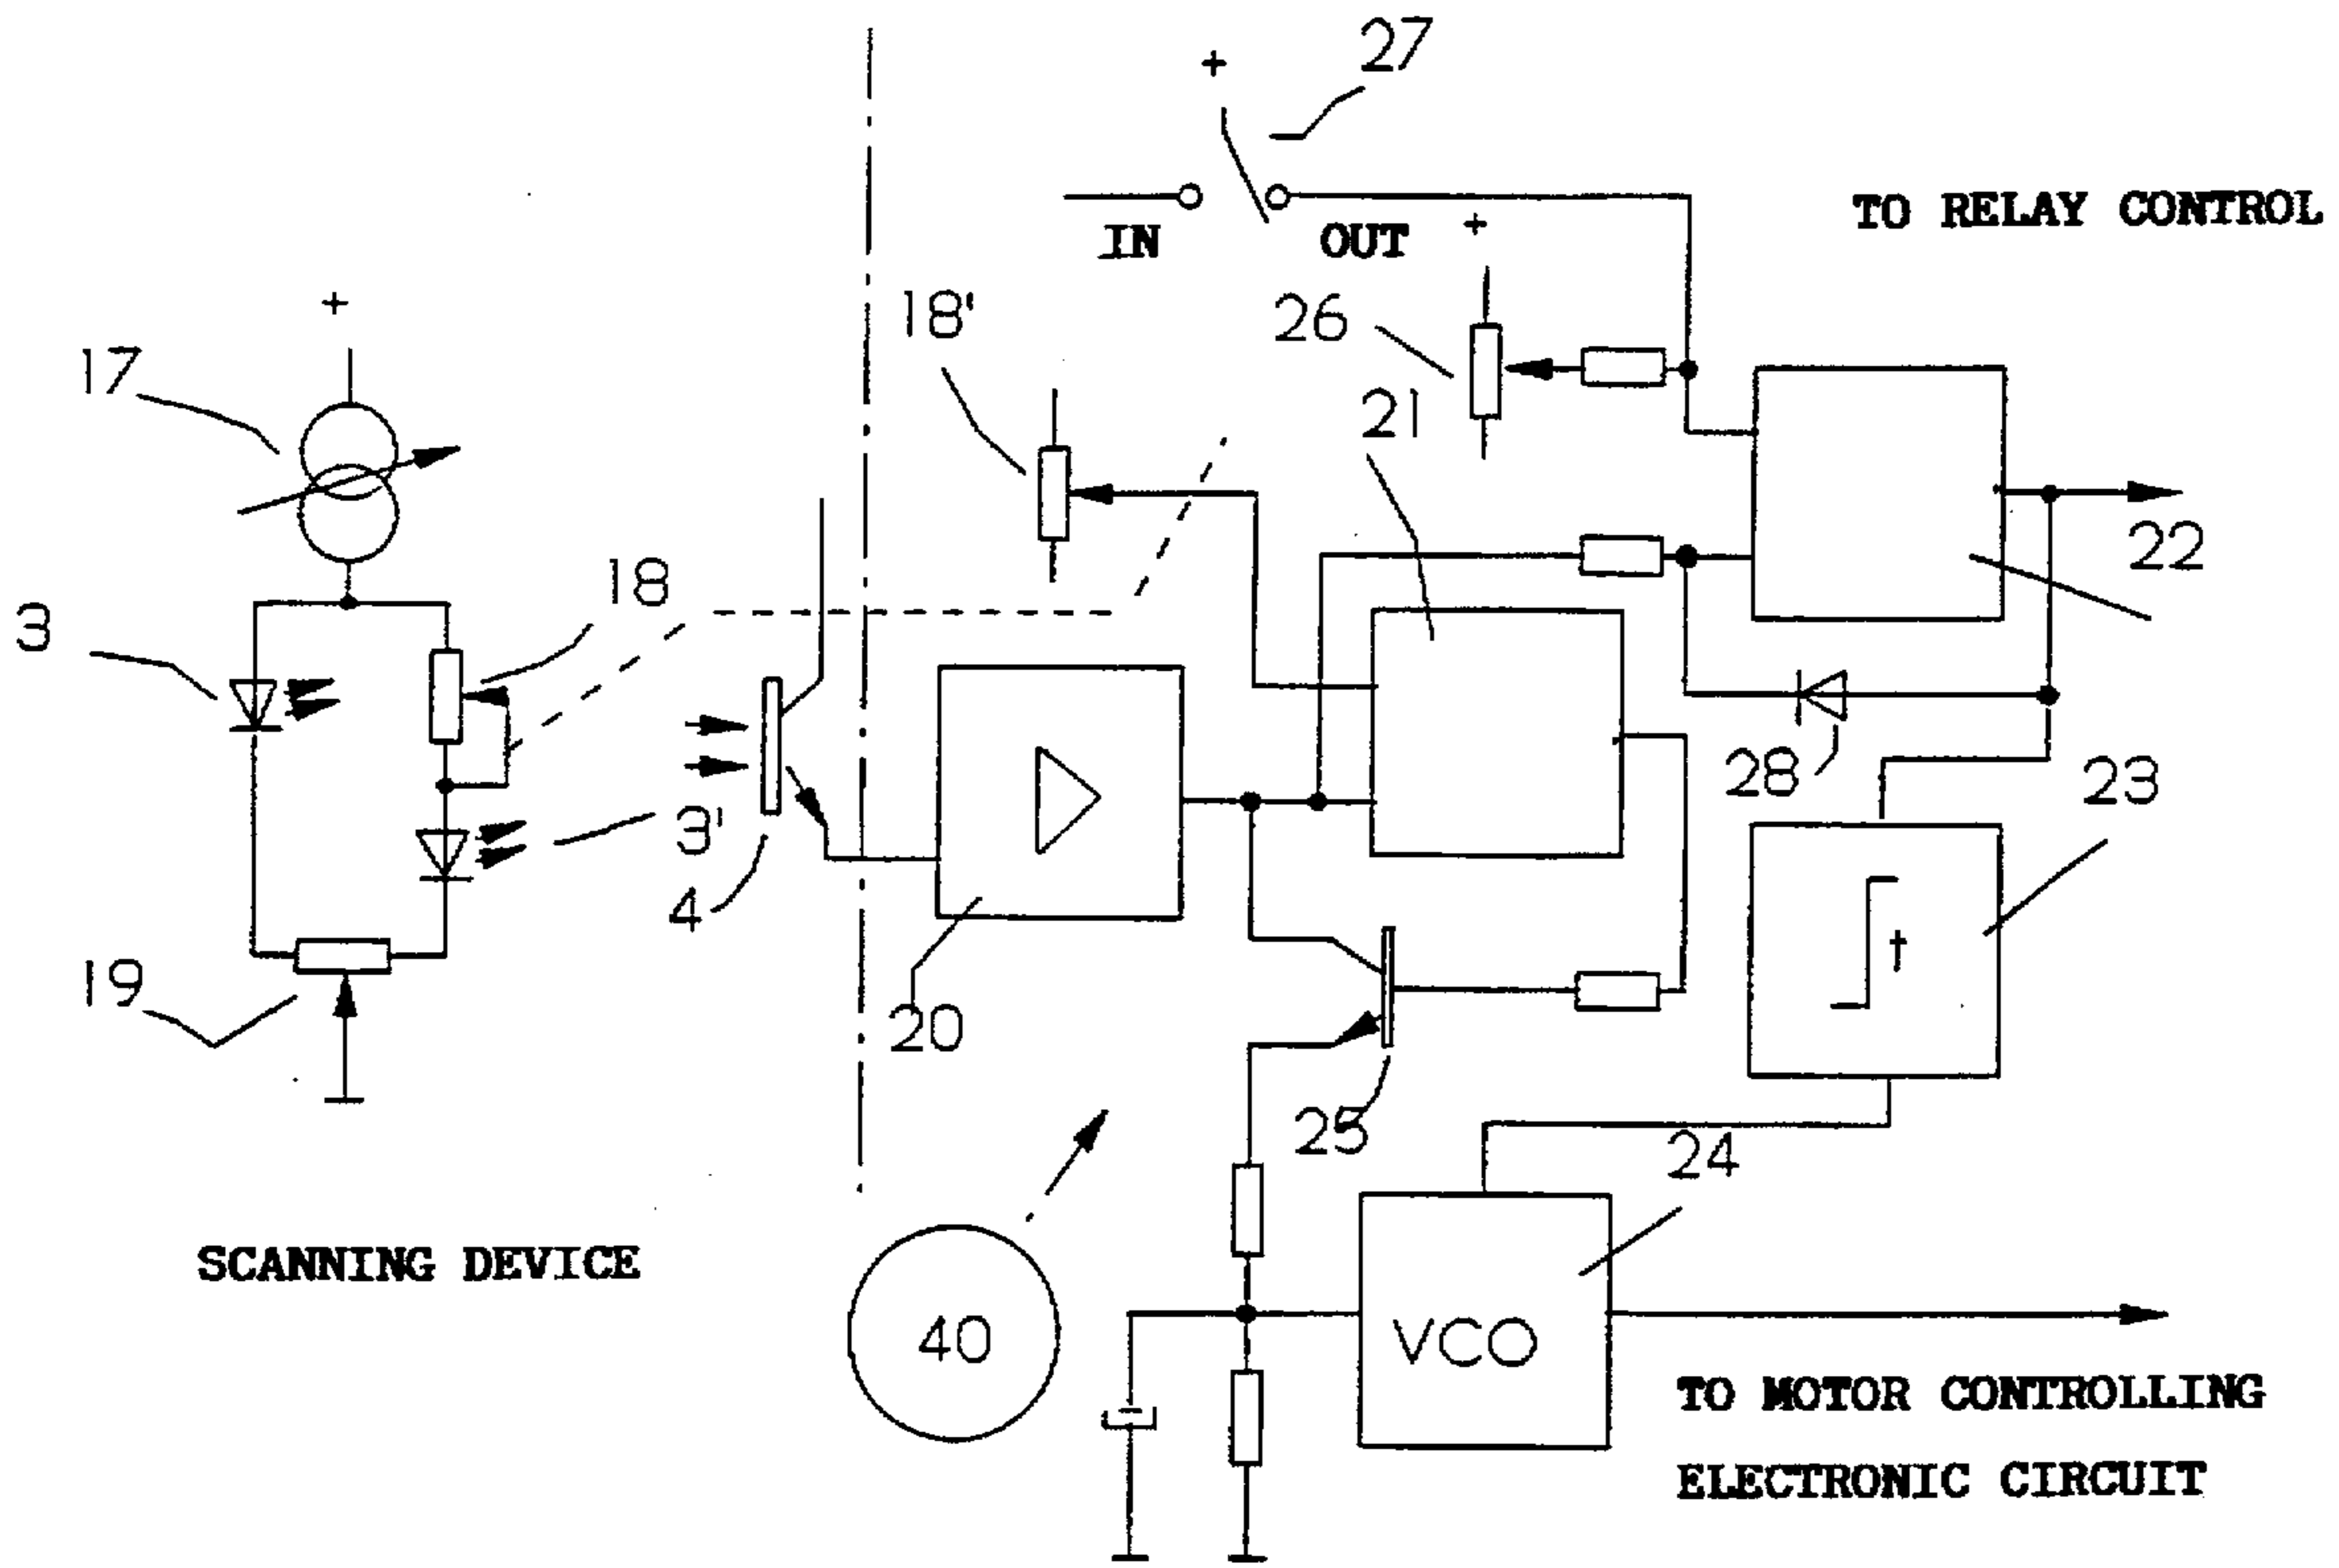 27
+
IN
OUT
TO RELAY CONTROL
+
+
18'
26
17
21
22
18
3
28
23
3'
4
19
20
t
25
24
SCANNING DEVICE
40
VCO
TO MOTOR CONTROLLING
ELECTRONIC CIRCUIT